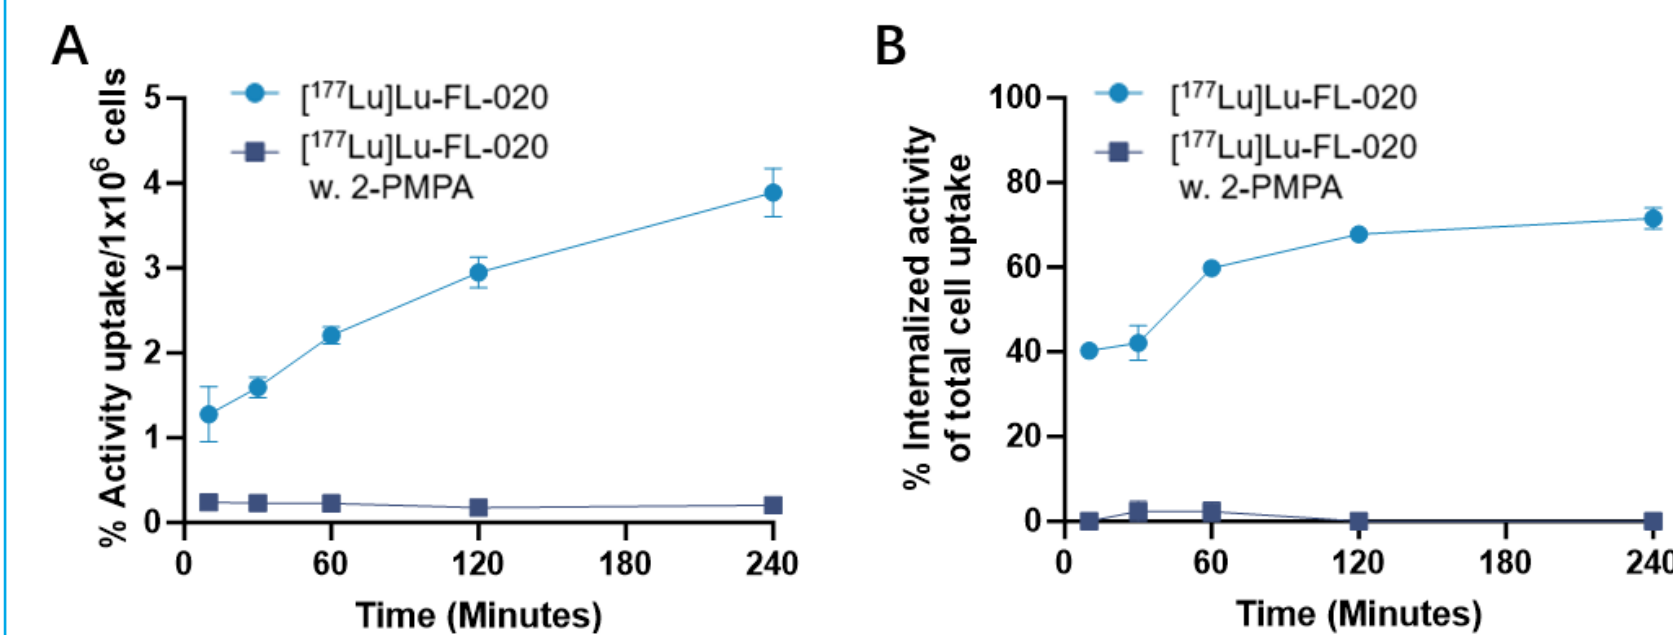 A
% Activity uptake/1x10⁶ cells
5
4
3
2
1
0
[¹⁷⁷Lu]Lu-FL-020
[¹⁷⁷Lu]Lu-FL-020
w. 2-PMPA
0 60 120 180 240
Time (Minutes)
B
% Internalized activity
of total cell uptake
100
80
60
40
20
0
[¹⁷⁷Lu]Lu-FL-020
[¹⁷⁷Lu]Lu-FL-020
w. 2-PMPA
0 60 120 180 240
Time (Minutes)